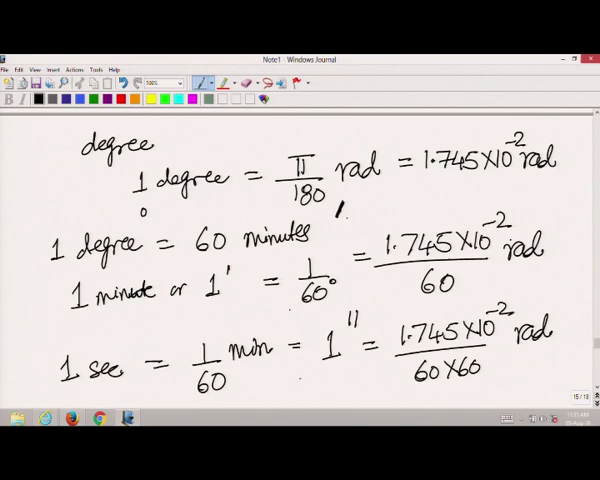 Note1 - Windows Journal
File Edit View Insert Actions Tools Help
100%
B I
degree
1 degree = π/180 rad = 1.745×10⁻² rad
1 degree = 60 minutes
1 minute or 1' = 1/60° = 1.745×10⁻²/60 rad
1 sec = 1/60 min = 1'' = 1.745×10⁻²/60×60 rad
15 / 18